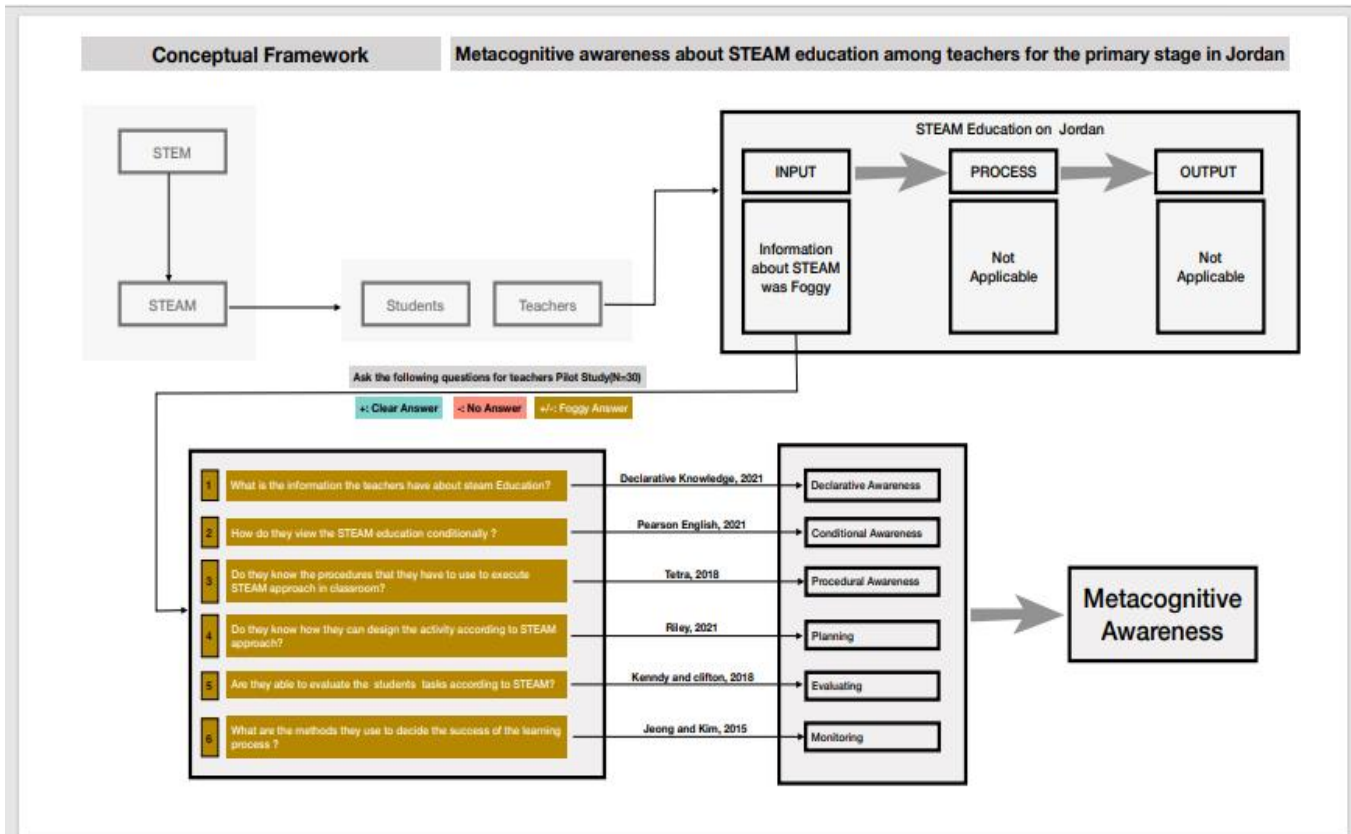 Conceptual Framework
Metacognitive awareness about STEAM education among teachers for the primary stage in Jordan
STEM
STEAM
Students
Teachers
STEAM Education on Jordan
INPUT
PROCESS
OUTPUT
Information
about STEAM
was Foggy
Not
Applicable
Not
Applicable
Ask the following questions for teachers Pilot Study(N=30)
+: Clear Answer
-: No Answer
+/-: Foggy Answer
1
What is the information the teachers have about steam Education?
Declarative Knowledge, 2021
Declarative Awareness
2
How do they view the STEAM education conditionally ?
Pearson English, 2021
Conditional Awareness
3
Do they know the procedures that they have to use to execute
STEAM approach in classroom?
Tetra, 2018
Procedural Awareness
4
Do they know how they can design the activity according to STEAM
approach?
Riley, 2021
Planning
5
Are they able to evaluate the students tasks according to STEAM?
Kenndy and clifton, 2018
Evaluating
6
What are the methods they use to decide the success of the learning
process ?
Jeong and Kim, 2015
Monitoring
Metacognitive
Awareness